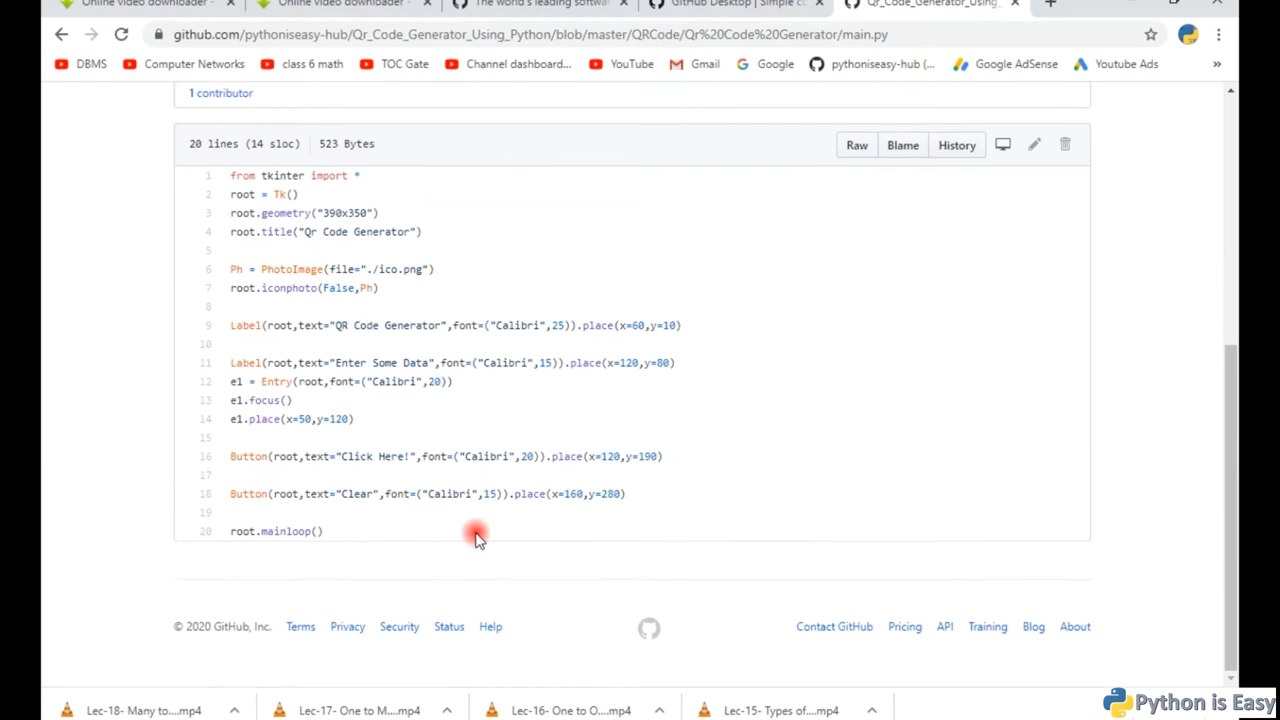 Online video downloader -
Online video downloader -
The world's leading softwa
GitHub Desktop | Simple co
Qr_Code_Generator_Using_
github.com/pythoniseasy-hub/Qr_Code_Generator_Using_Python/blob/master/QRCode/Qr%20Code%20Generator/main.py
DBMS
Computer Networks
class 6 math
TOC Gate
Channel dashboard...
YouTube
Gmail
Google
pythoniseasy-hub (...
Google AdSense
Youtube Ads
»
1 contributor
20 lines (14 sloc) 523 Bytes
Raw Blame History
1 from tkinter import *
2 root = Tk()
3 root.geometry("390x350")
4 root.title("Qr Code Generator")
5
6 Ph = PhotoImage(file="./ico.png")
7 root.iconphoto(False,Ph)
8
9 Label(root,text="QR Code Generator",font=("Calibri",25)).place(x=60,y=10)
10
11 Label(root,text="Enter Some Data",font=("Calibri",15)).place(x=120,y=80)
12 e1 = Entry(root,font=("Calibri",20))
13 e1.focus()
14 e1.place(x=50,y=120)
15
16 Button(root,text="Click Here!",font=("Calibri",20)).place(x=120,y=190)
17
18 Button(root,text="Clear",font=("Calibri",15)).place(x=160,y=280)
19
20 root.mainloop()
© 2020 GitHub, Inc. Terms Privacy Security Status Help
Contact GitHub Pricing API Training Blog About
Lec-18- Many to....mp4
Lec-17- One to M....mp4
One to O....mp4
Lec-15- Types of....mp4
Python is Easy